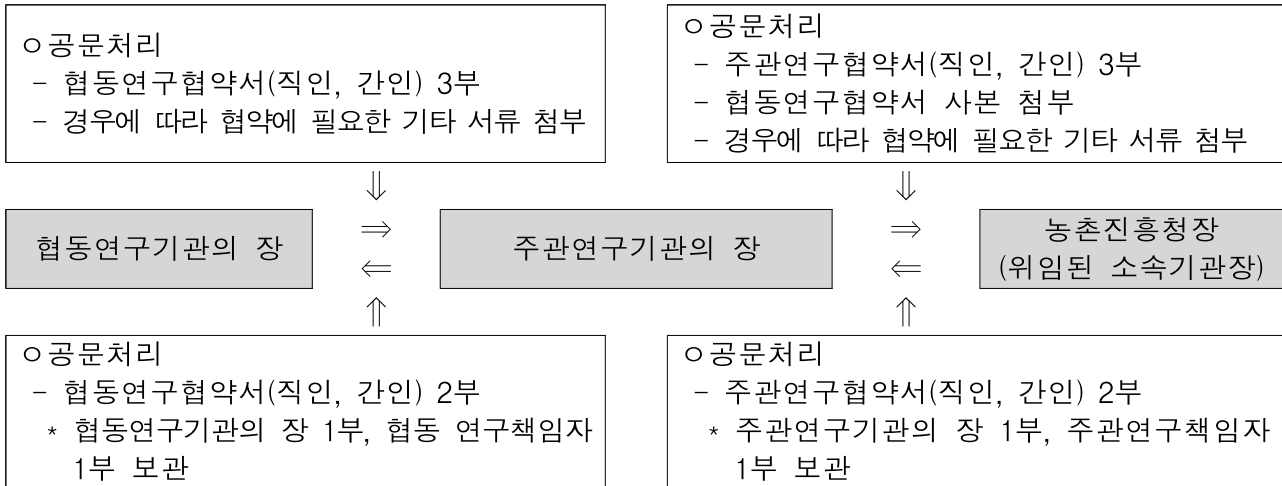 ㅇ공문처리
- 협동연구협약서(직인, 간인) 3부
- 경우에 따라 협약에 필요한 기타 서류 첨부
ㅇ공문처리
- 주관연구협약서(직인, 간인) 3부
- 협동연구협약서 사본 첨부
- 경우에 따라 협약에 필요한 기타 서류 첨부
⇓ ⇓
협동연구기관의 장 ⇒ ⇐ 주관연구기관의 장 ⇒ ⇐ 농촌진흥청장
(위임된 소속기관장)
⇑ ⇑
ㅇ공문처리
- 협동연구협약서(직인, 간인) 2부
* 협동연구기관의 장 1부, 협동 연구책임자
1부 보관
ㅇ공문처리
- 주관연구협약서(직인, 간인) 2부
* 주관연구기관의 장 1부, 주관연구책임자
1부 보관